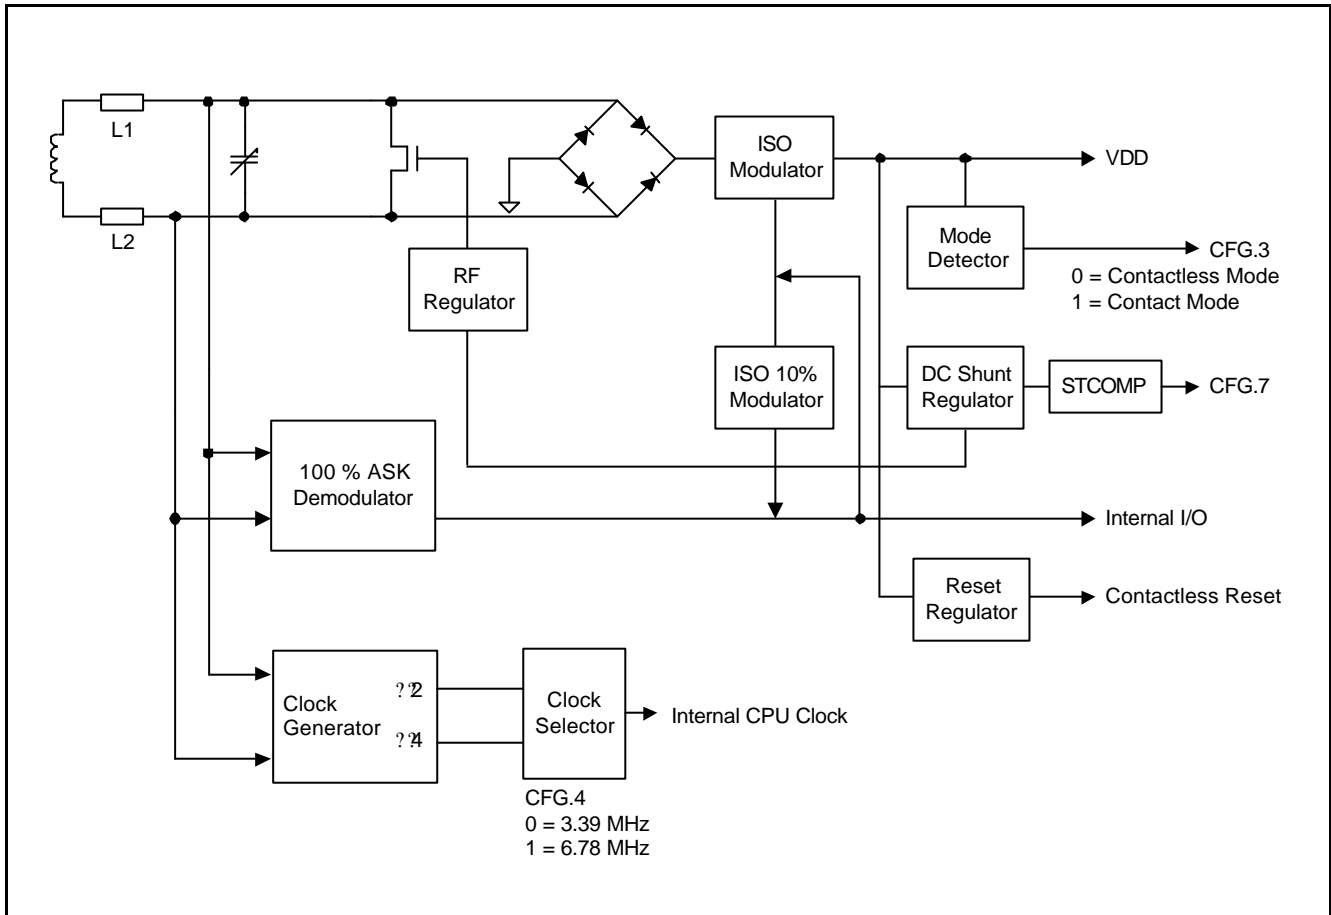 L1
L2
ISO
Modulator
VDD
Mode
Detector
CFG.3
0 = Contactless Mode
1 = Contact Mode
RF
Regulator
ISO 10%
Modulator
DC Shunt
Regulator
STCOMP
CFG.7
100 % ASK
Demodulator
Internal I/O
Reset
Regulator
Contactless Reset
Clock
Generator
??2
??4
Clock
Selector
Internal CPU Clock
CFG.4
0 = 3.39 MHz
1 = 6.78 MHz